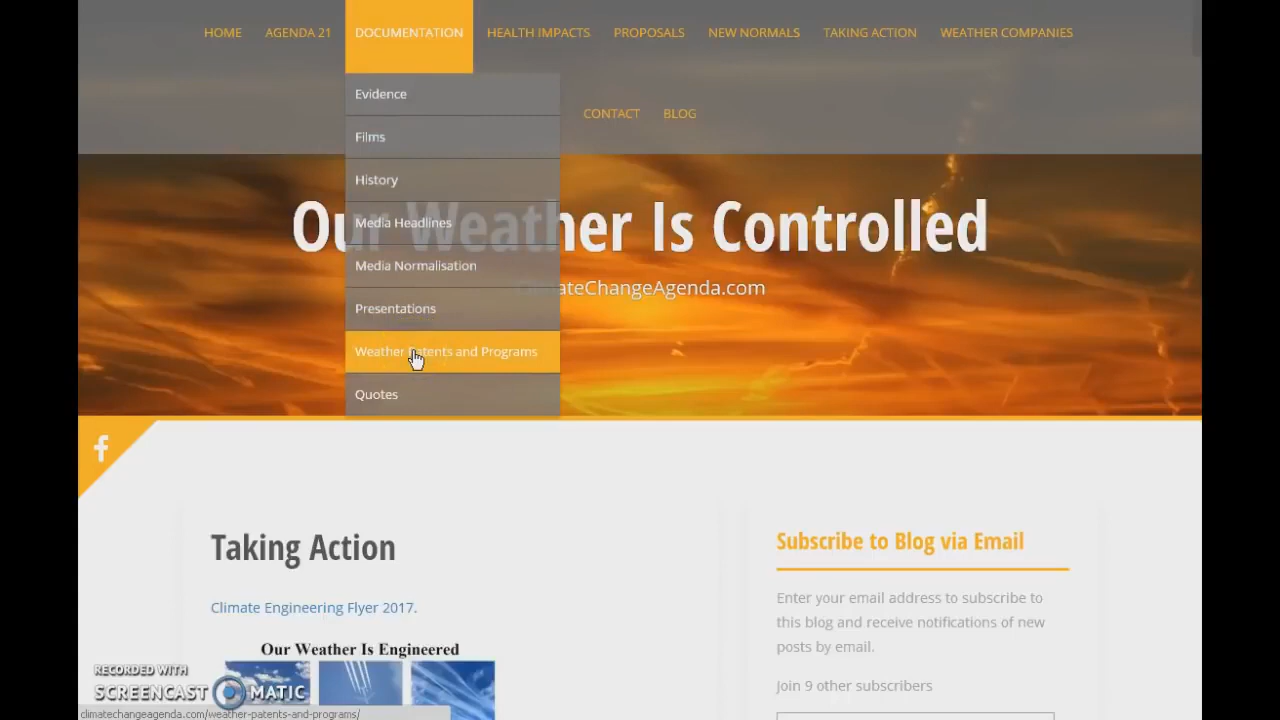 HOME AGENDA 21 DOCUMENTATION HEALTH IMPACTS PROPOSALS NEW NORMALS TAKING ACTION WEATHER COMPANIES
CONTACT BLOG
Evidence
Films
History
Media Headlines
Media Normalisation
Presentations
Weather Patents and Programs
Quotes
Our Weather Is Controlled
ClimateChangeAgenda.com
Taking Action
Climate Engineering Flyer 2017.
Our Weather Is Engineered
Subscribe to Blog via Email
Enter your email address to subscribe to
this blog and receive notifications of new
posts by email.
Join 9 other subscribers
RECORDED WITH
SCREENCAST MATIC
climatechangeagenda.com/weather-patents-and-programs/